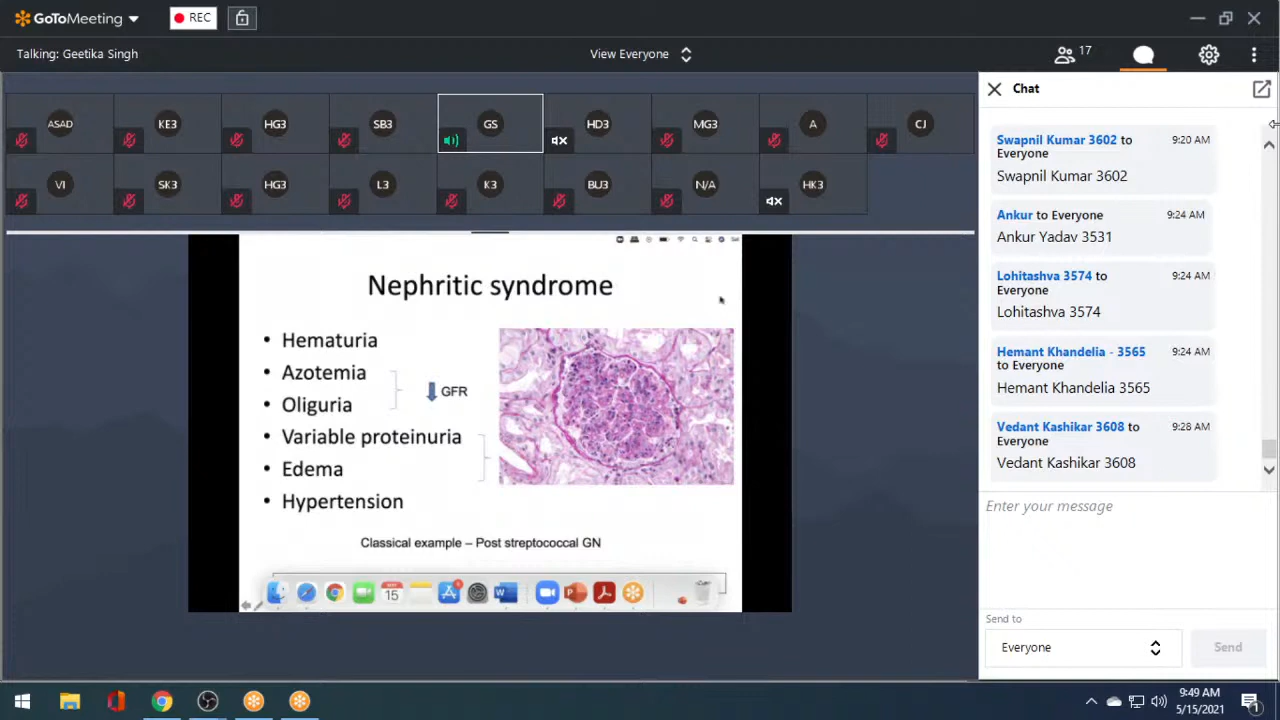 GoToMeeting
REC
Talking: Geetika Singh
View Everyone
17
Chat
ASAD
KE3
HG3
SB3
GS
HD3
MG3
A
CJ
VI
SK3
HG3
L3
K3
BU3
N/A
HK3
Swapnil Kumar 3602 to
Everyone
9:20 AM
Swapnil Kumar 3602
Ankur to Everyone
9:24 AM
Ankur Yadav 3531
Lohitashva 3574 to
Everyone
9:24 AM
Lohitashva 3574
Hemant Khandelia - 3565
to Everyone
9:24 AM
Hemant Khandelia 3565
Vedant Kashikar 3608 to
Everyone
9:28 AM
Vedant Kashikar 3608
Enter your message
Send to
Everyone
Send
Nephritic syndrome
• Hematuria
• Azotemia
• Oliguria
GFR
• Variable proteinuria
• Edema
• Hypertension
Classical example – Post streptococcal GN
15
9:49 AM
5/15/2021
1